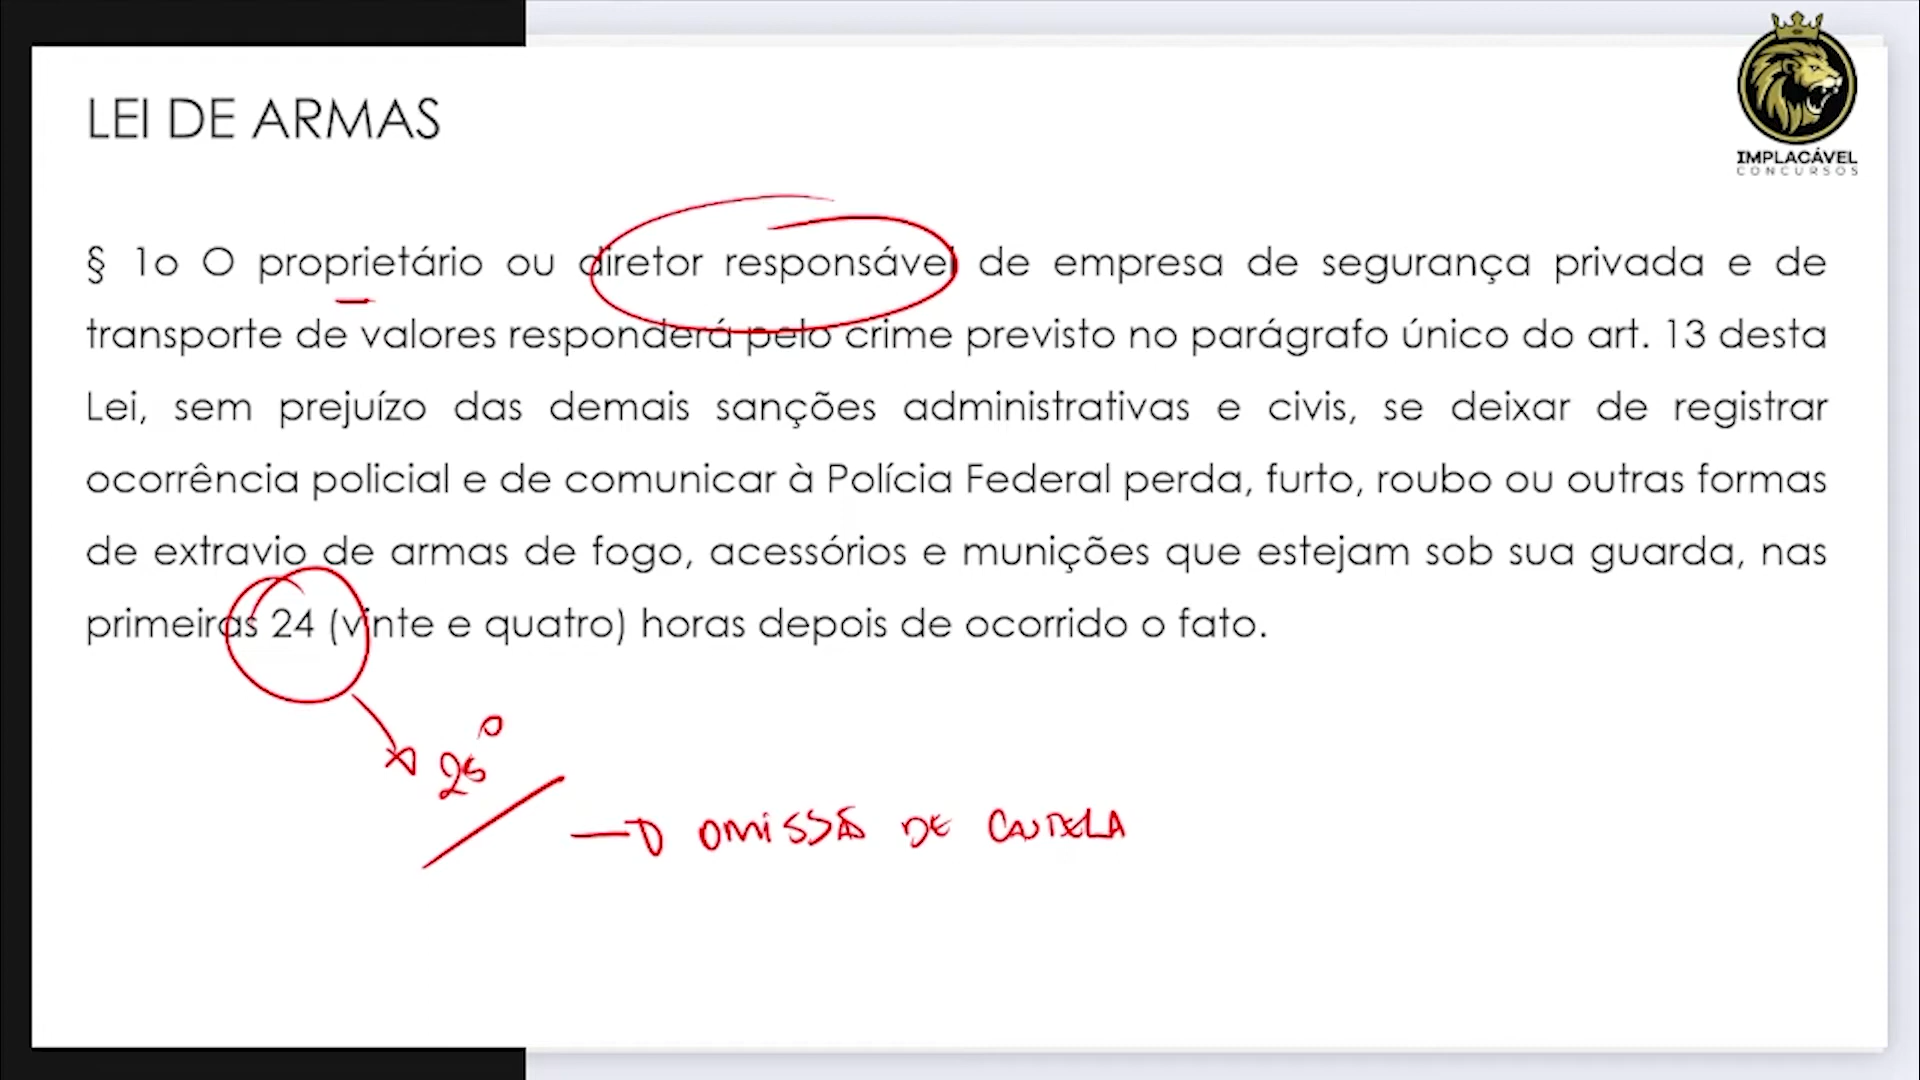 IMPLACÁVEL
CONCURSOS
LEI DE ARMAS
§ 1o O proprietário ou diretor responsável de empresa de segurança privada e de
transporte de valores responderá pelo crime previsto no parágrafo único do art. 13 desta
Lei, sem prejuízo das demais sanções administrativas e civis, se deixar de registrar
ocorrência policial e de comunicar à Polícia Federal perda, furto, roubo ou outras formas
de extravio de armas de fogo, acessórios e munições que estejam sob sua guarda, nas
primeiras 24 (vinte e quatro) horas depois de ocorrido o fato.
25º
OMISSÃO DE CAUTELA